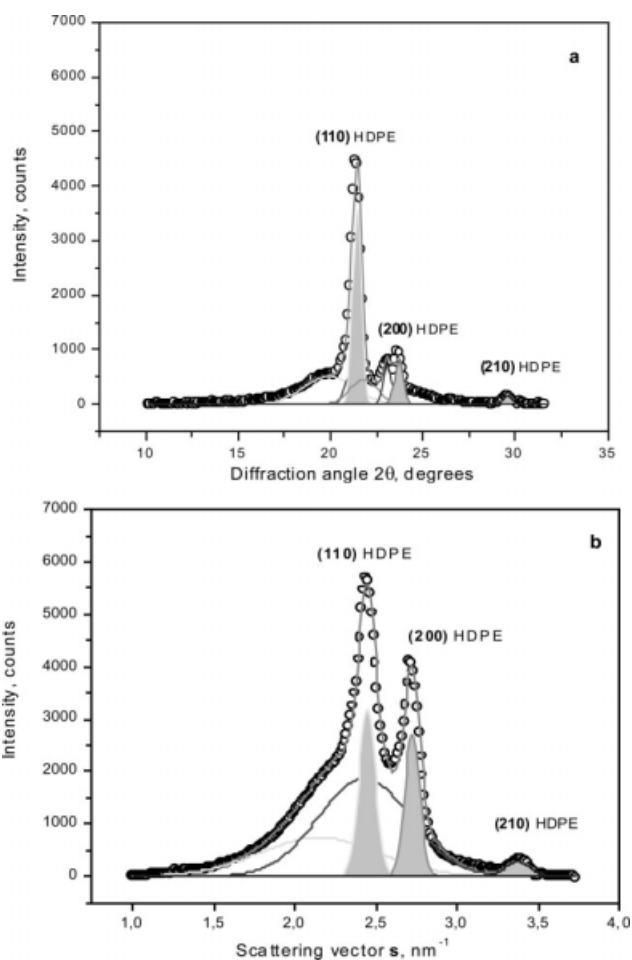 7000
a
6000
5000
(110) HDPE
4000
3000
2000
(200) HDPE
1000
(210) HDPE
0
10 15 20 25 30 35
Intensity, counts
Diffraction angle 2θ, degrees
7000
b
(110) HDPE
6000
5000
(200) HDPE
4000
3000
2000
1000
(210) HDPE
0
1,0 1,5 2,0 2,5 3,0 3,5 4,0
Intensity, counts
Scattering vector s, nm⁻¹